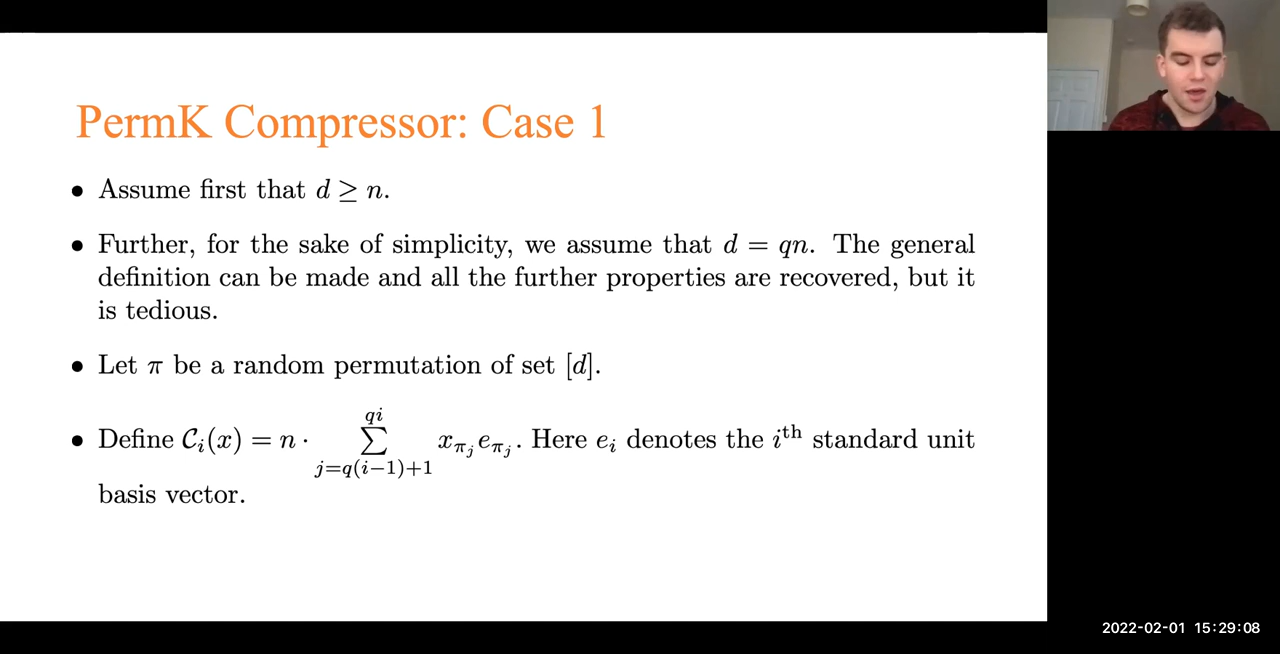 PermK Compressor: Case 1
• Assume first that d ≥ n.
• Further, for the sake of simplicity, we assume that d = qn. The general
definition can be made and all the further properties are recovered, but it
is tedious.
• Let π be a random permutation of set [d].
• Define 𝒞_i(x) = n · ∑_{j=q(i−1)+1}^{qi} x_{π_j} e_{π_j}. Here e_i denotes the i^{th} standard unit
basis vector.
2022-02-01 15:29:08